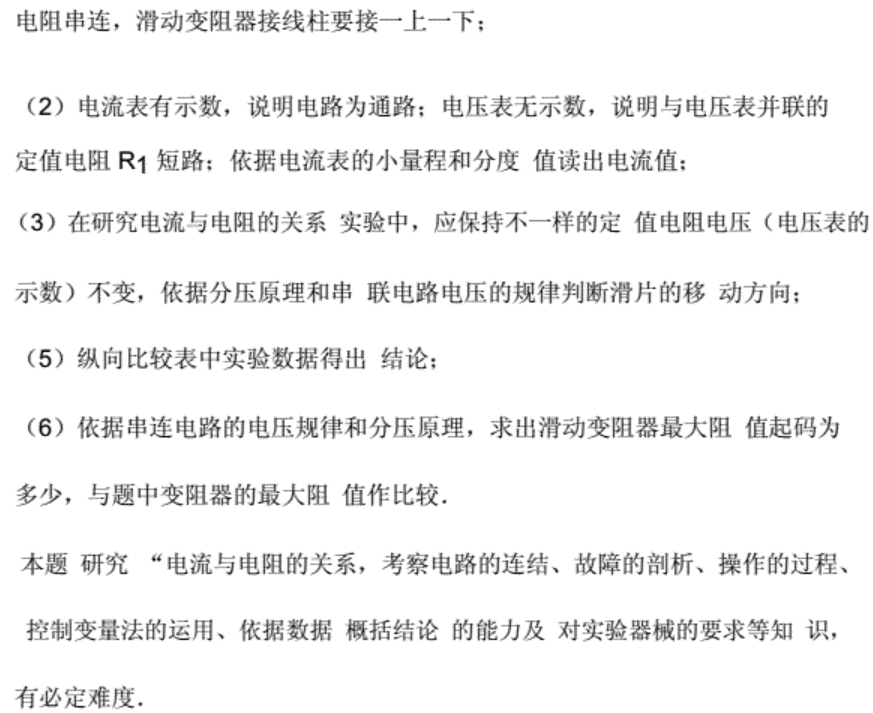 电阻串连，滑动变阻器接线柱要接一上一下；
（2）电流表有示数，说明电路为通路；电压表无示数，说明与电压表并联的
定值电阻 R1 短路；依据电流表的小量程和分度 值读出电流值；
（3）在研究电流与电阻的关系 实验中，应保持不一样的定 值电阻电压（电压表的
示数）不变，依据分压原理和串 联电路电压的规律判断滑片的移 动方向；
（5）纵向比较表中实验数据得出 结论；
（6）依据串连电路的电压规律和分压原理，求出滑动变阻器最大阻 值起码为
多少，与题中变阻器的最大阻 值作比较．
本题 研究 “电流与电阻的关系，考察电路的连结、故障的剖析、操作的过程、
控制变量法的运用、依据数据 概括结论 的能力及 对实验器械的要求等知 识，
有必定难度．